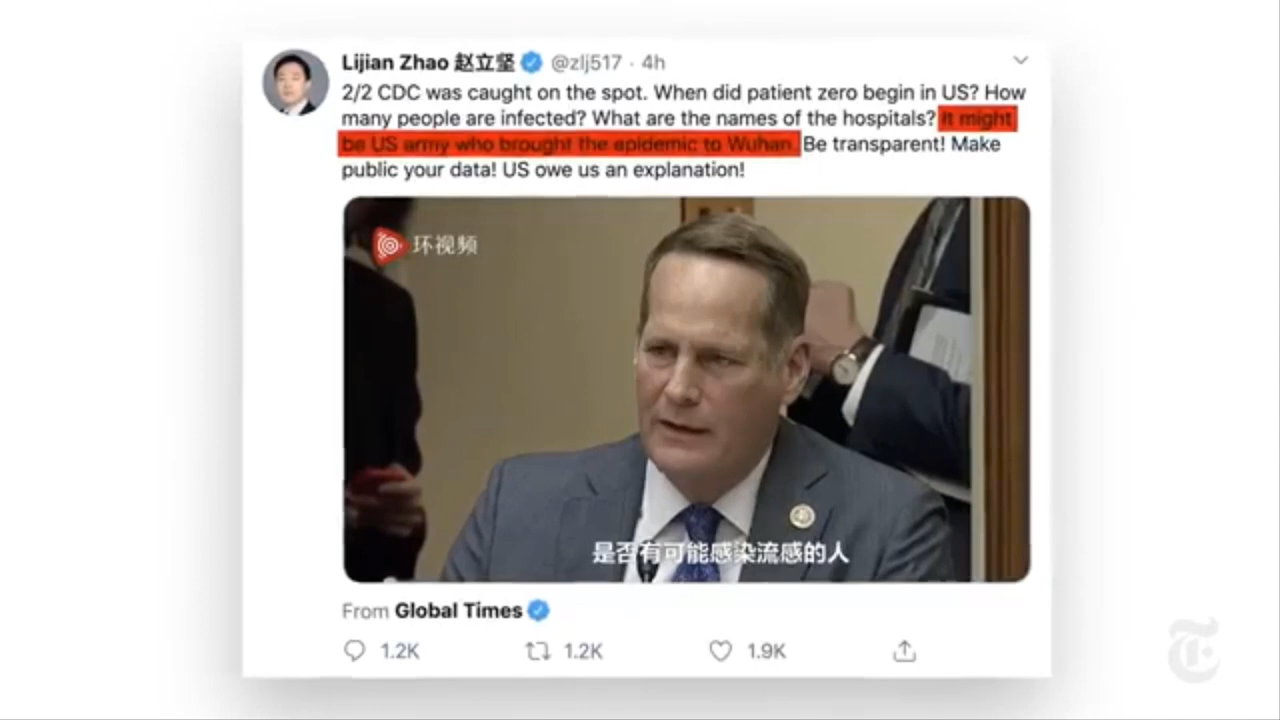 Lijian Zhao 赵立坚 @zlj517 · 4h
2/2 CDC was caught on the spot. When did patient zero begin in US? How
many people are infected? What are the names of the hospitals? It might
be US army who brought the epidemic to Wuhan. Be transparent! Make
public your data! US owe us an explanation!
环视频
是否有可能感染流感的人
From Global Times
1.2K 1.2K 1.9K
T